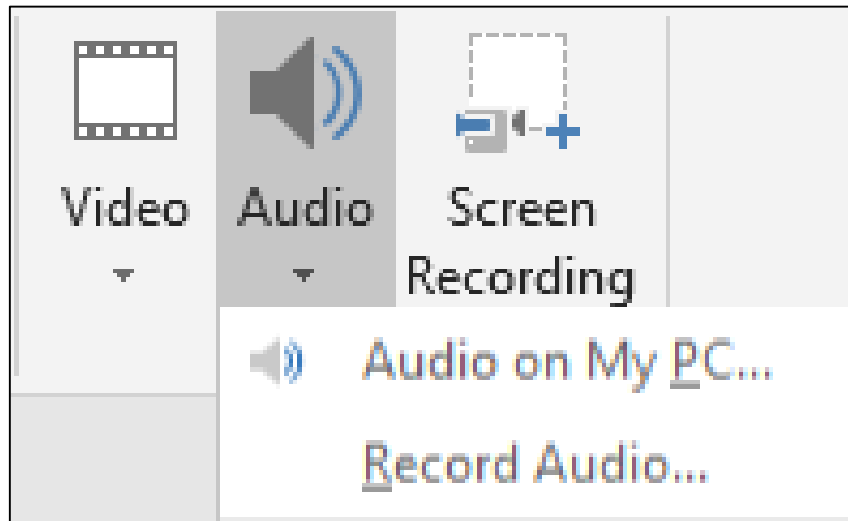 Video
Audio
Screen
Recording
Audio on My PC...
Record Audio...